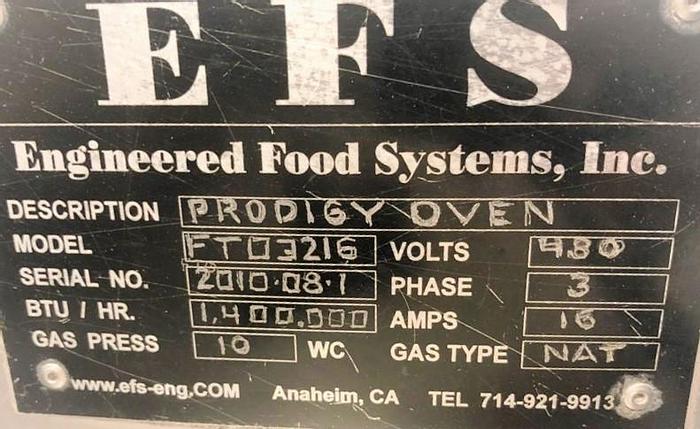 EFS
Engineered Food Systems, Inc.
DESCRIPTION PRODIGY OVEN
MODEL FTO3216 VOLTS 480
SERIAL NO. 2010.08.1 PHASE 3
BTU / HR. 1,400.000 AMPS 16
GAS PRESS 10 WC GAS TYPE NAT
www.efs-eng.COM Anaheim, CA TEL 714-921-9913